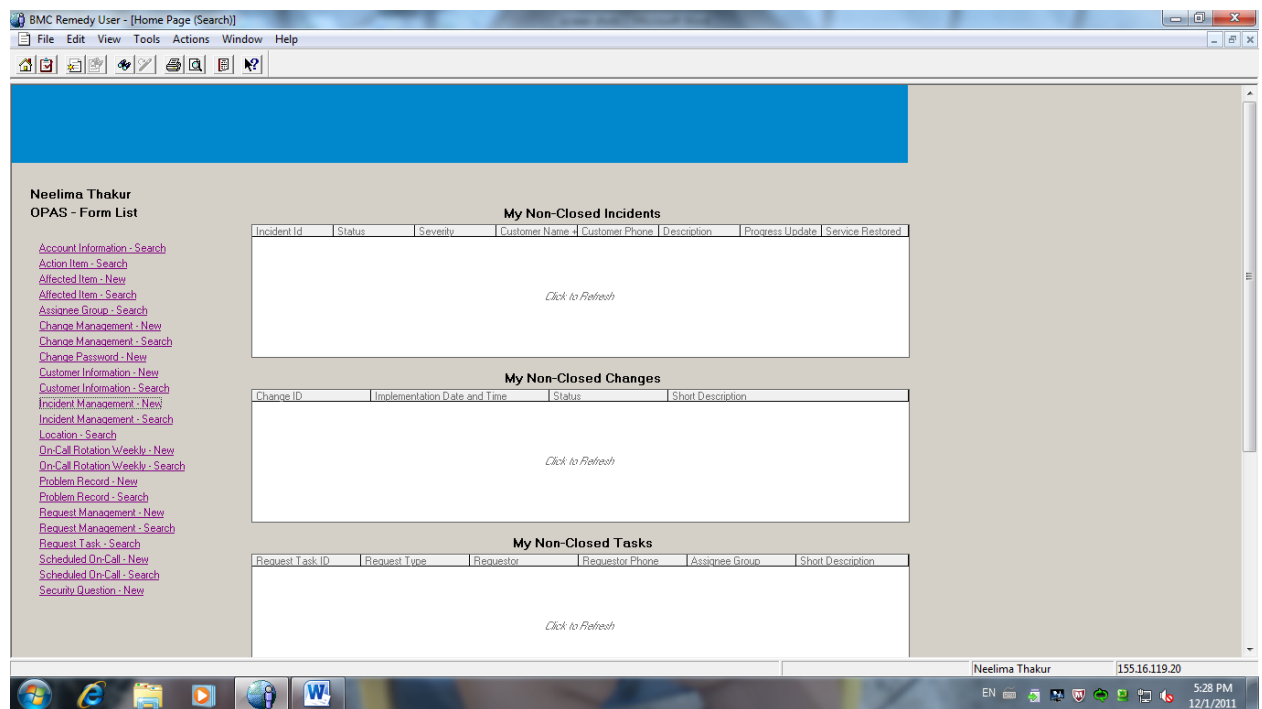 BMC Remedy User - [Home Page (Search)]
File Edit View Tools Actions Window Help
Neelima Thakur
OPAS - Form List
Account Information - Search
Action Item - Search
Affected Item - New
Affected Item - Search
Assignee Group - Search
Change Management - New
Change Management - Search
Change Password - New
Customer Information - New
Customer Information - Search
Incident Management - New
Incident Management - Search
Location - Search
On-Call Rotation Weekly - New
On-Call Rotation Weekly - Search
Problem Record - New
Problem Record - Search
Request Management - New
Request Management - Search
Request Task - Search
Scheduled On-Call - New
Scheduled On-Call - Search
Security Question - New
My Non-Closed Incidents
Incident Id Status Severity Customer Name + Customer Phone Description Progress Update Service Restored
Click to Refresh
My Non-Closed Changes
Change ID Implementation Date and Time Status Short Description
Click to Refresh
My Non-Closed Tasks
Request Task ID Request Type Requestor Requestor Phone Assignee Group Short Description
Click to Refresh
Neelima Thakur 155.16.119.20
EN 5:28 PM
12/1/2011